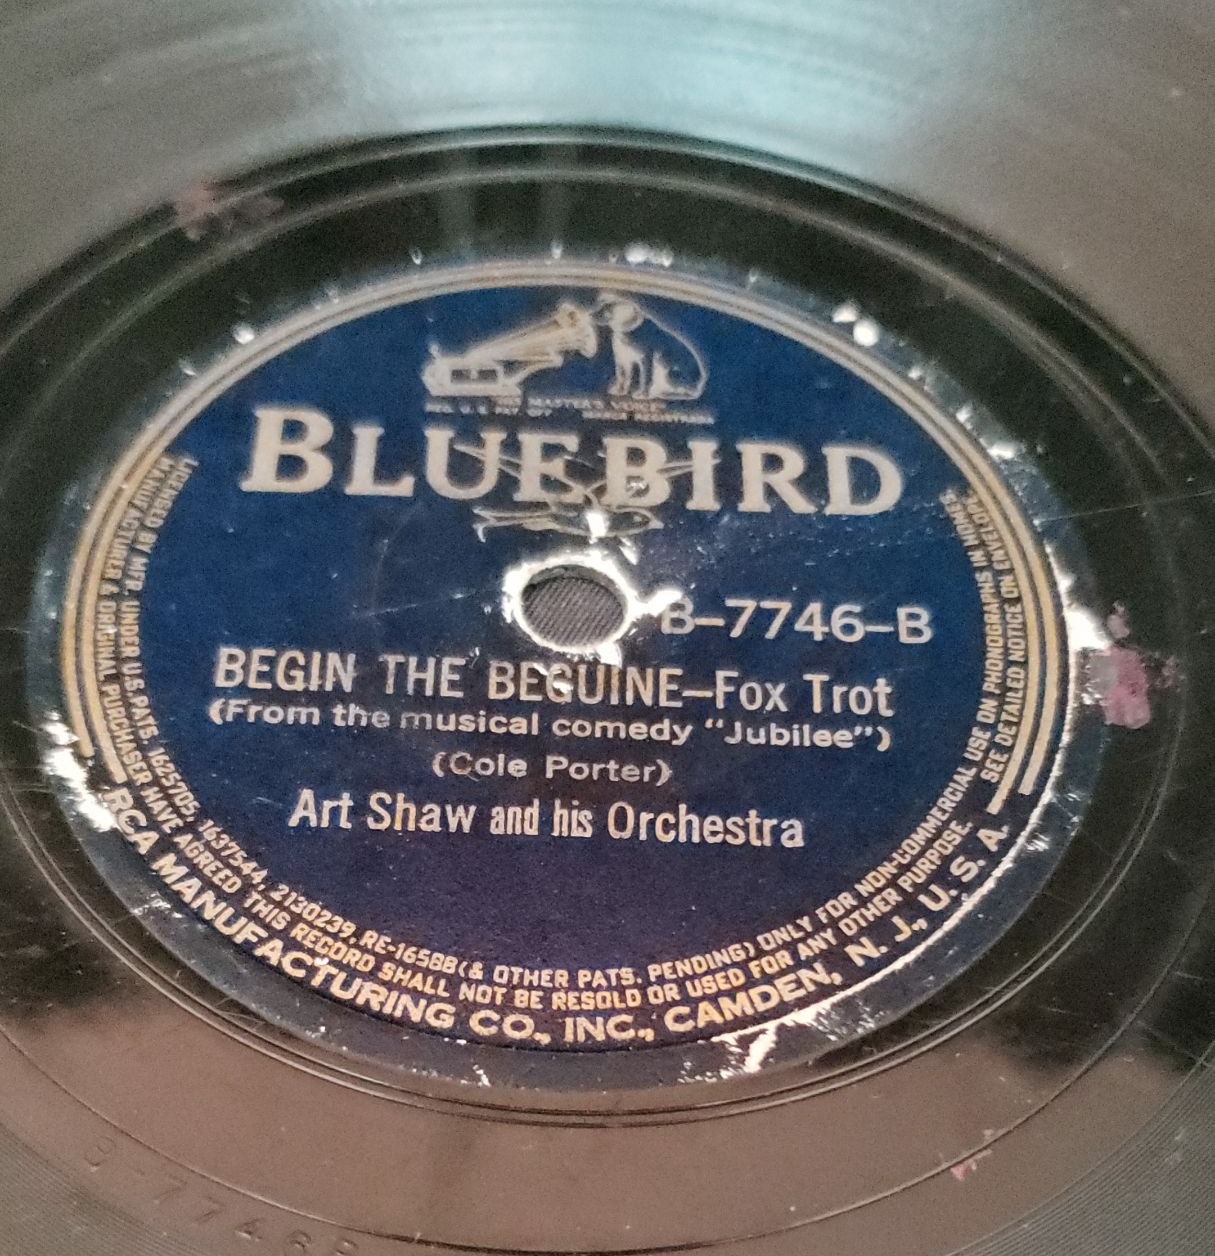 BLUEBIRD
B-7746-B
BEGIN THE BEGUINE—Fox Trot
(From the musical comedy "Jubilee")
(Cole Porter)
Art Shaw and his Orchestra
LICENSED BY MFR. UNDER U.S. PATS. 1625705, 1637544, 2130239, RE-16588 (& OTHER PATS. PENDING) ONLY FOR NON-COMMERCIAL USE ON PHONOGRAPHS IN HOMES.
MANUFACTURER & ORIGINAL PURCHASER HAVE AGREED THIS RECORD SHALL NOT BE RESOLD OR USED FOR ANY OTHER PURPOSE. SEE DETAILED NOTICE ON ENVELOPE.
RCA MANUFACTURING CO., INC., CAMDEN, N. J., U. S. A.